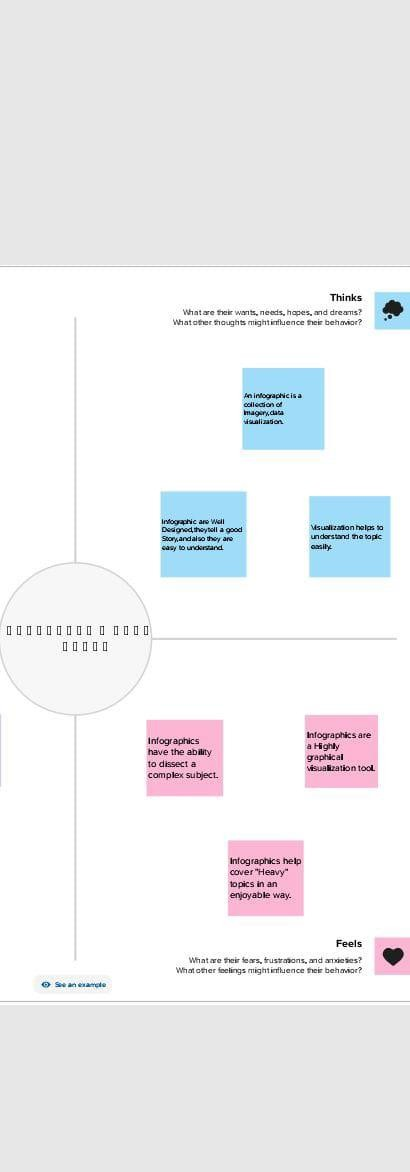 Thinks
What are their wants, needs, hopes, and dreams?
What other thoughts might influence their behavior?
An infographic is a
collection of
Imagery,data
visualization.
Infographic are Well
Designed,theytell a good
Story,and also they are
easy to understand.
Visualization helps to
understand the topic
easily.
Infographics
have the ability
to dissect a
complex subject.
Infographics are
a Highly
graphical
visualization tool.
Infographics help
cover "Heavy"
topics in an
enjoyable way.
Feels
What are their fears, frustrations, and anxieties?
What other feelings might influence their behavior?
See an example